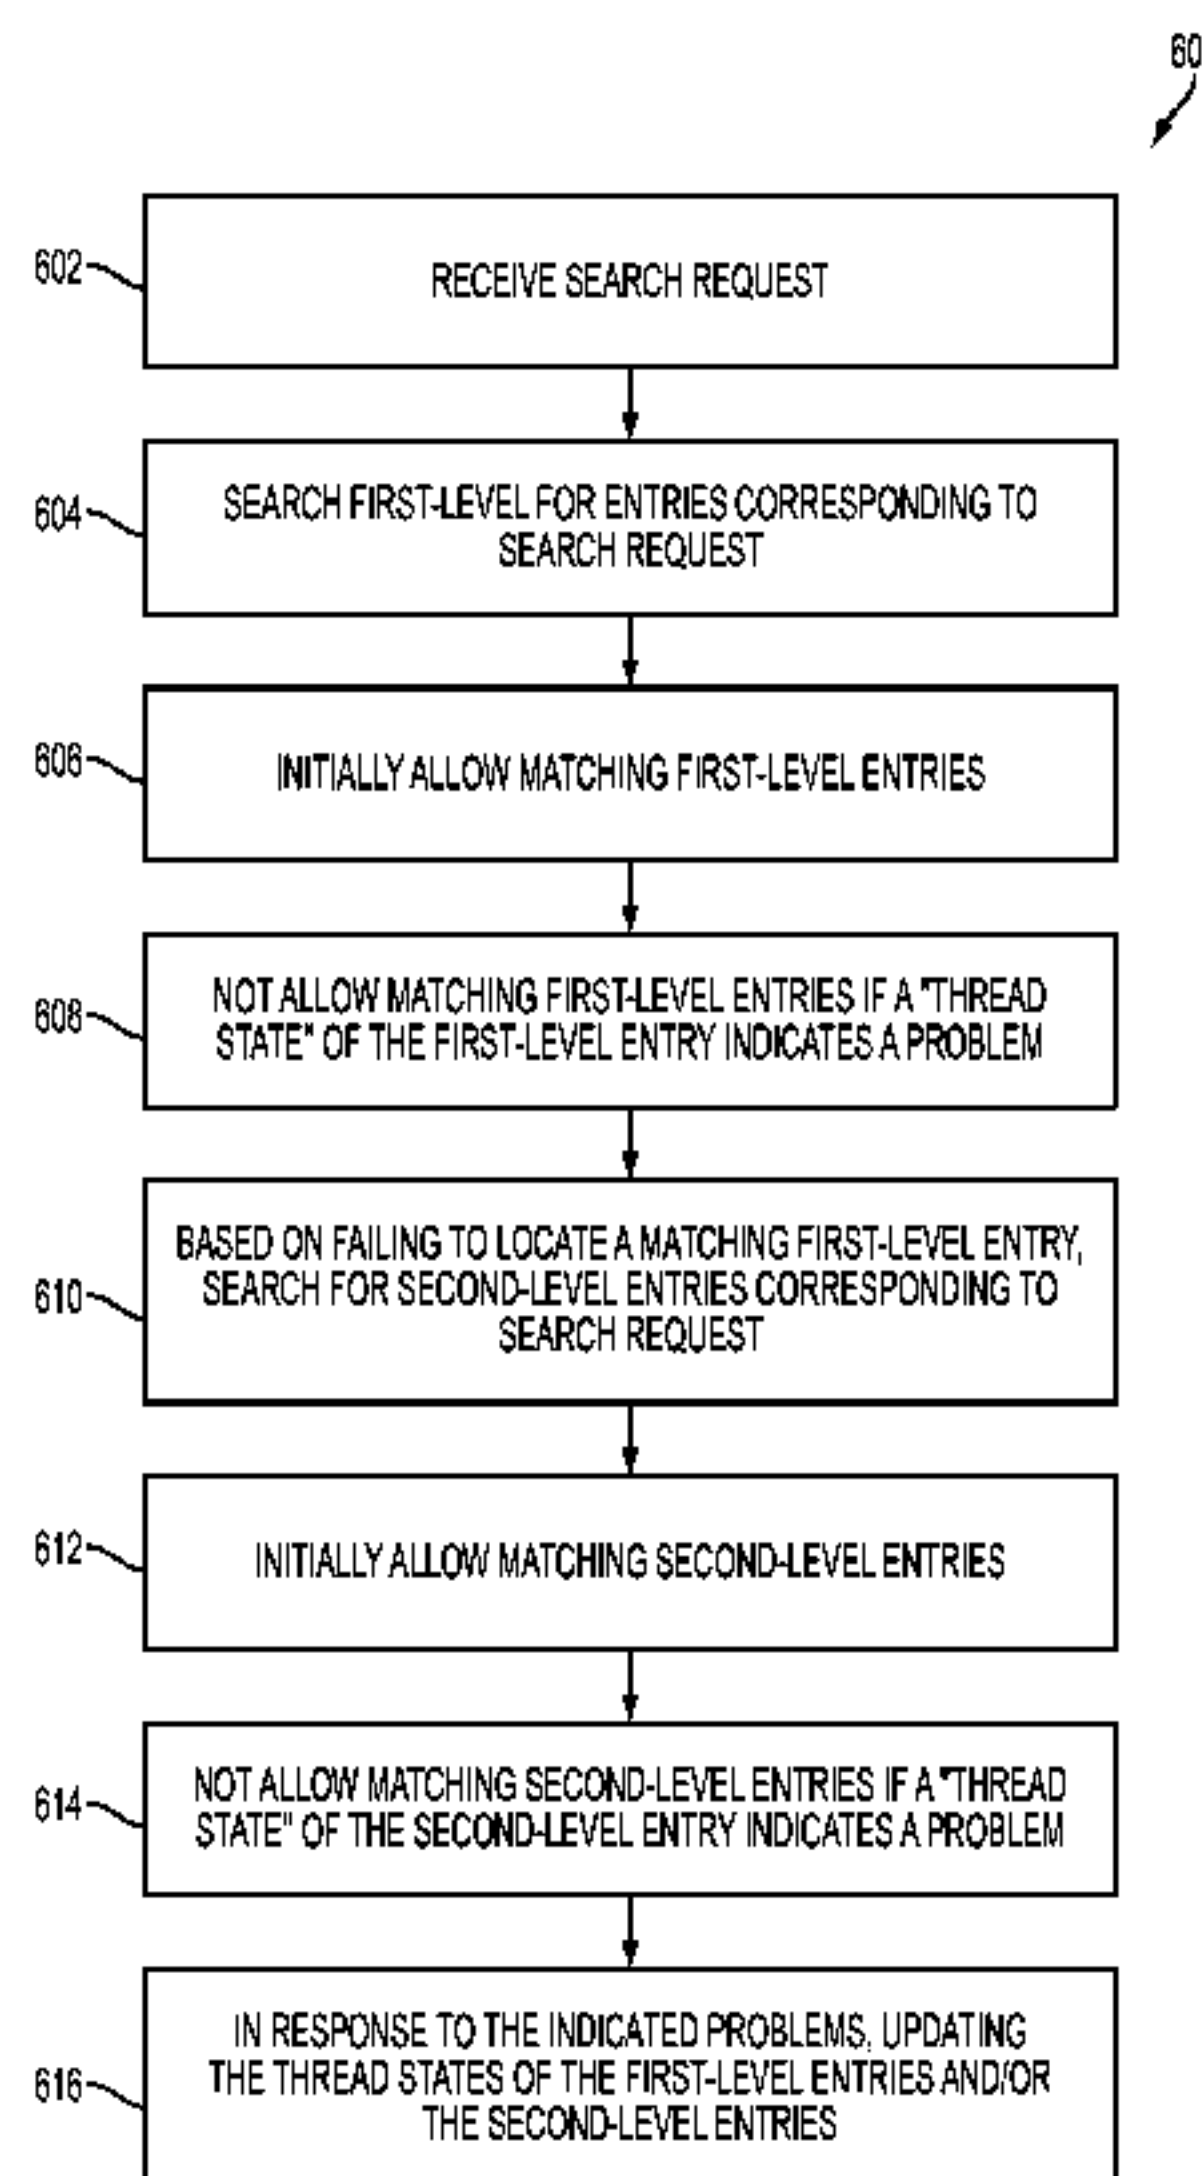 60
602
RECEIVE SEARCH REQUEST
604
SEARCH FIRST-LEVEL FOR ENTRIES CORRESPONDING TO
SEARCH REQUEST
606
INITIALLY ALLOW MATCHING FIRST-LEVEL ENTRIES
608
NOT ALLOW MATCHING FIRST-LEVEL ENTRIES IF A "THREAD
STATE" OF THE FIRST-LEVEL ENTRY INDICATES A PROBLEM
610
BASED ON FAILING TO LOCATE A MATCHING FIRST-LEVEL ENTRY,
SEARCH FOR SECOND-LEVEL ENTRIES CORRESPONDING TO
SEARCH REQUEST
612
INITIALLY ALLOW MATCHING SECOND-LEVEL ENTRIES
614
NOT ALLOW MATCHING SECOND-LEVEL ENTRIES IF A "THREAD
STATE" OF THE SECOND-LEVEL ENTRY INDICATES A PROBLEM
616
IN RESPONSE TO THE INDICATED PROBLEMS, UPDATING
THE THREAD STATES OF THE FIRST-LEVEL ENTRIES AND/OR
THE SECOND-LEVEL ENTRIES